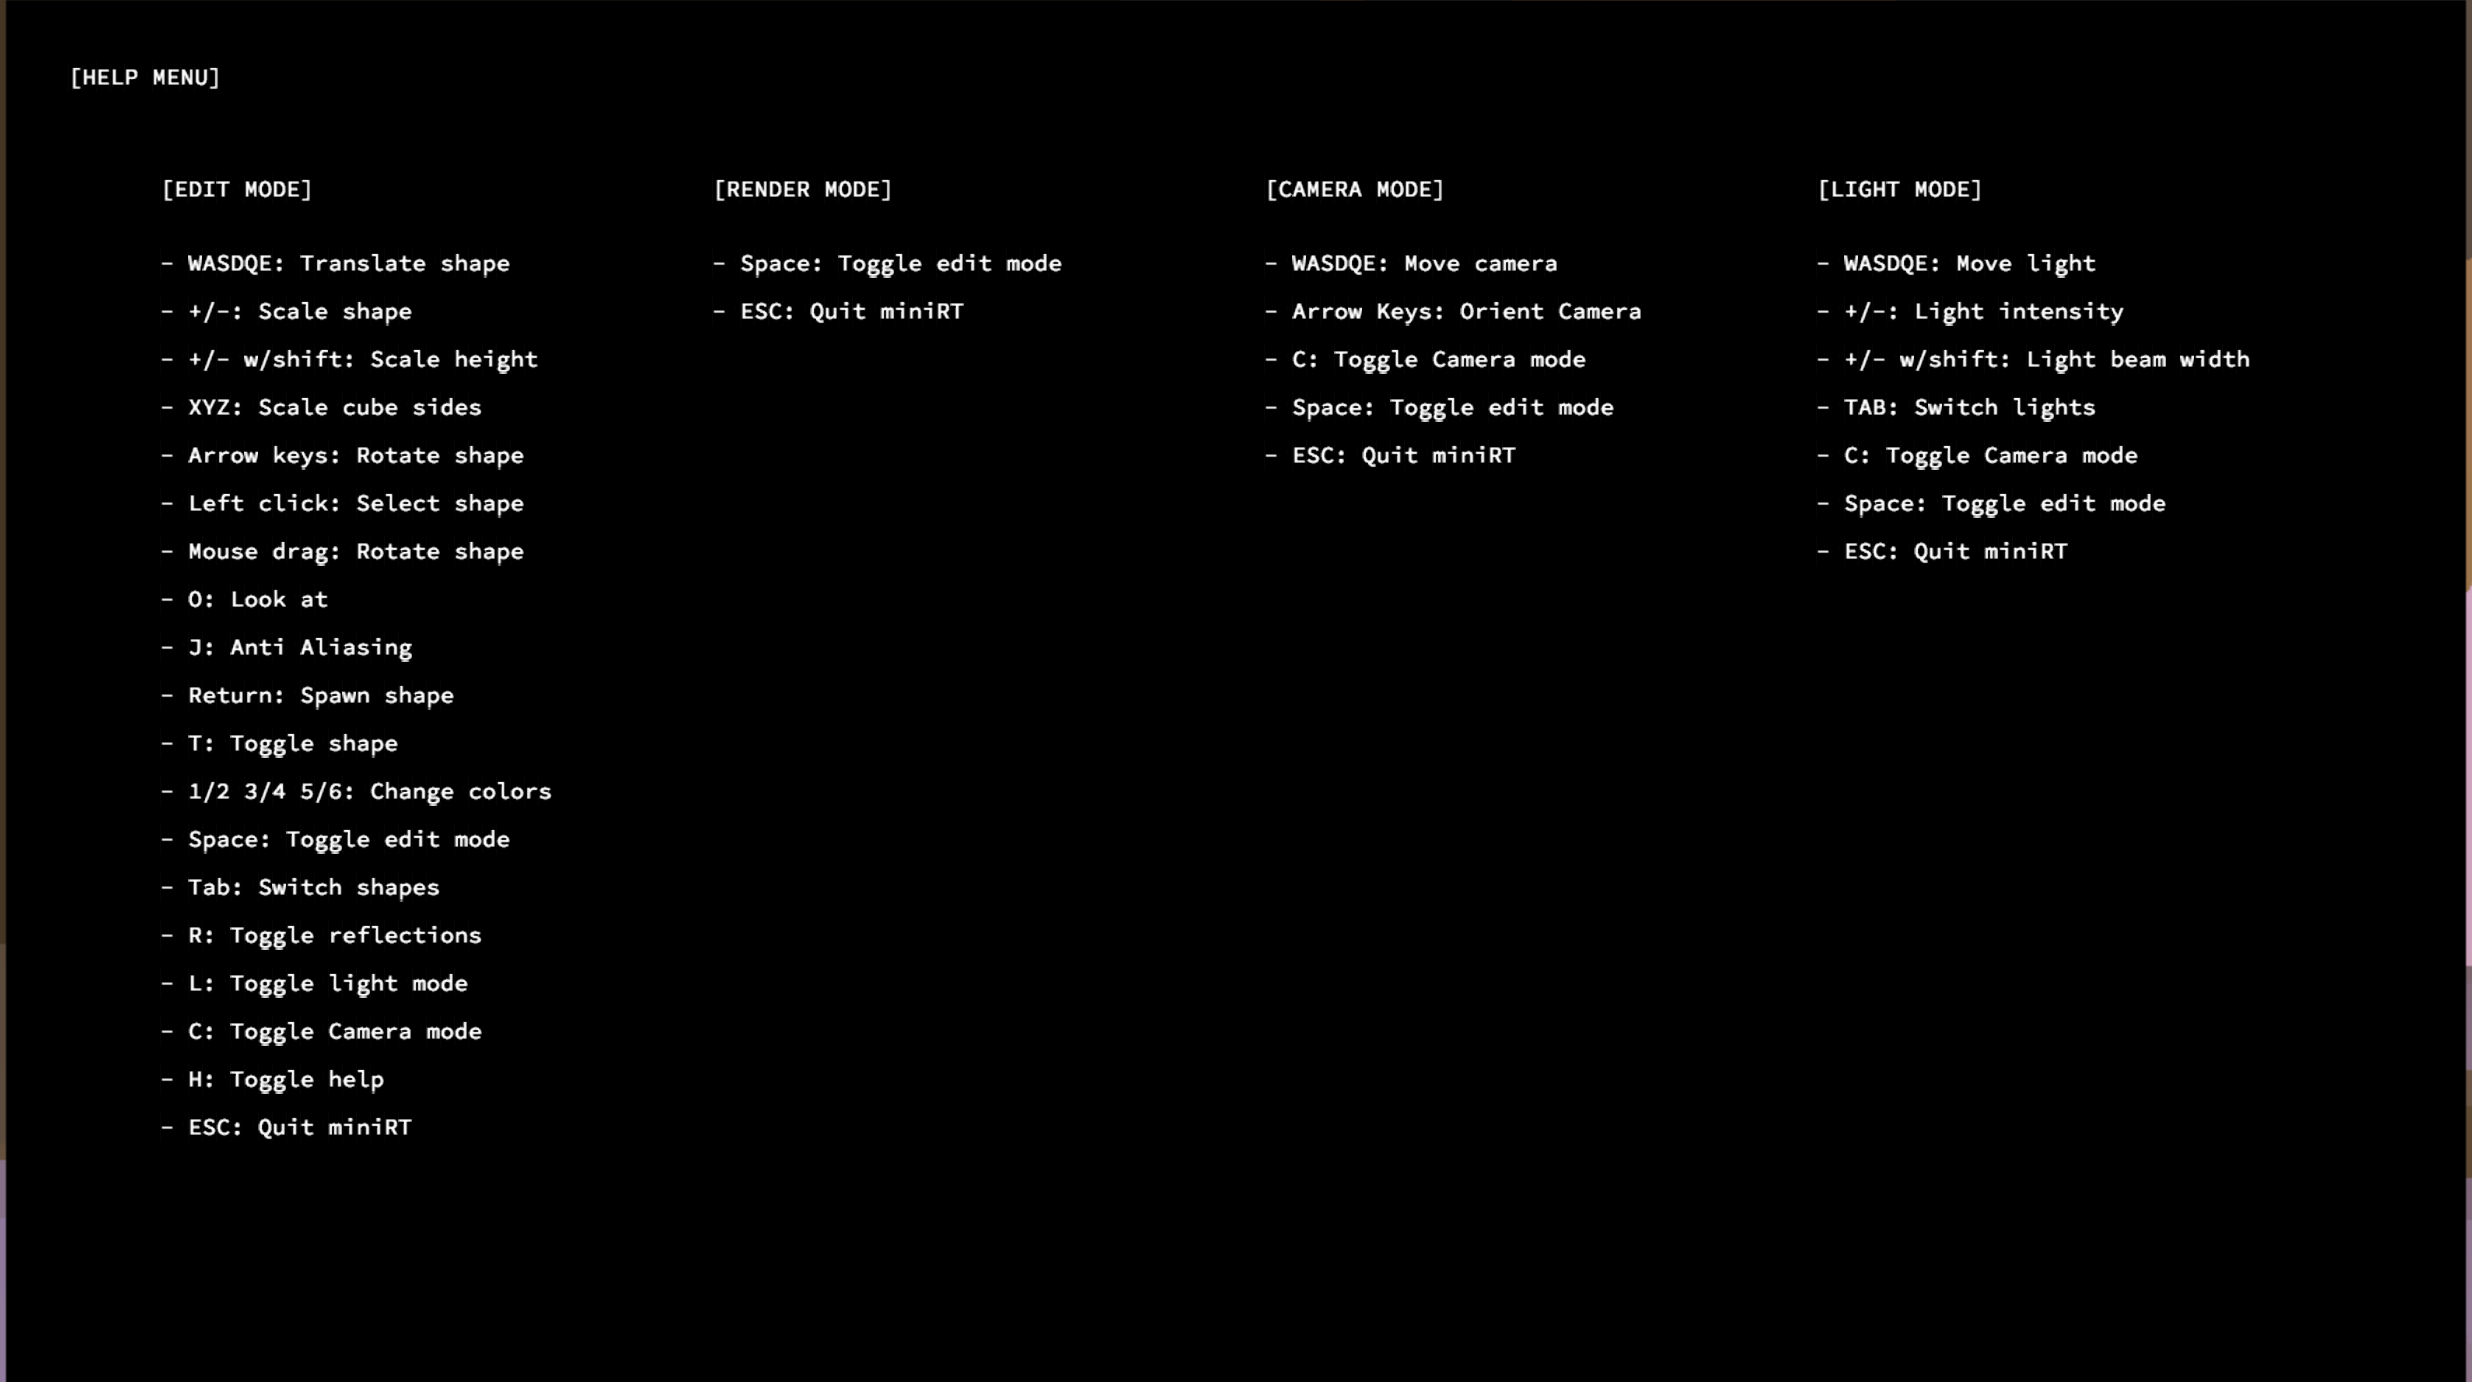 [HELP MENU]
[EDIT MODE]
- WASDQE: Translate shape
- +/-: Scale shape
- +/- w/shift: Scale height
- XYZ: Scale cube sides
- Arrow keys: Rotate shape
- Left click: Select shape
- Mouse drag: Rotate shape
- O: Look at
- J: Anti Aliasing
- Return: Spawn shape
- T: Toggle shape
- 1/2 3/4 5/6: Change colors
- Space: Toggle edit mode
- Tab: Switch shapes
- R: Toggle reflections
- L: Toggle light mode
- C: Toggle Camera mode
- H: Toggle help
- ESC: Quit miniRT
[RENDER MODE]
- Space: Toggle edit mode
- ESC: Quit miniRT
[CAMERA MODE]
- WASDQE: Move camera
- Arrow Keys: Orient Camera
- C: Toggle Camera mode
- Space: Toggle edit mode
- ESC: Quit miniRT
[LIGHT MODE]
- WASDQE: Move light
- +/-: Light intensity
- +/- w/shift: Light beam width
- TAB: Switch lights
- C: Toggle Camera mode
- Space: Toggle edit mode
- ESC: Quit miniRT